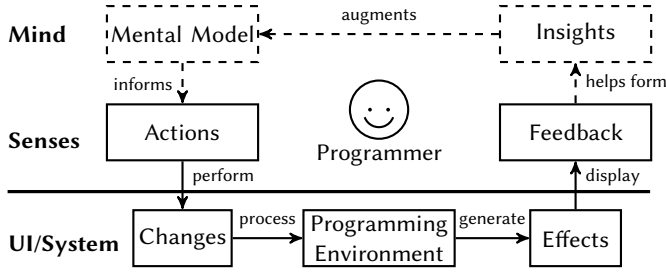 augments
Mind
Mental Model
Insights
informs
helps form
Senses
Actions
Programmer
Feedback
perform
display
UI/System
Changes
process
Programming
Environment
generate
Effects